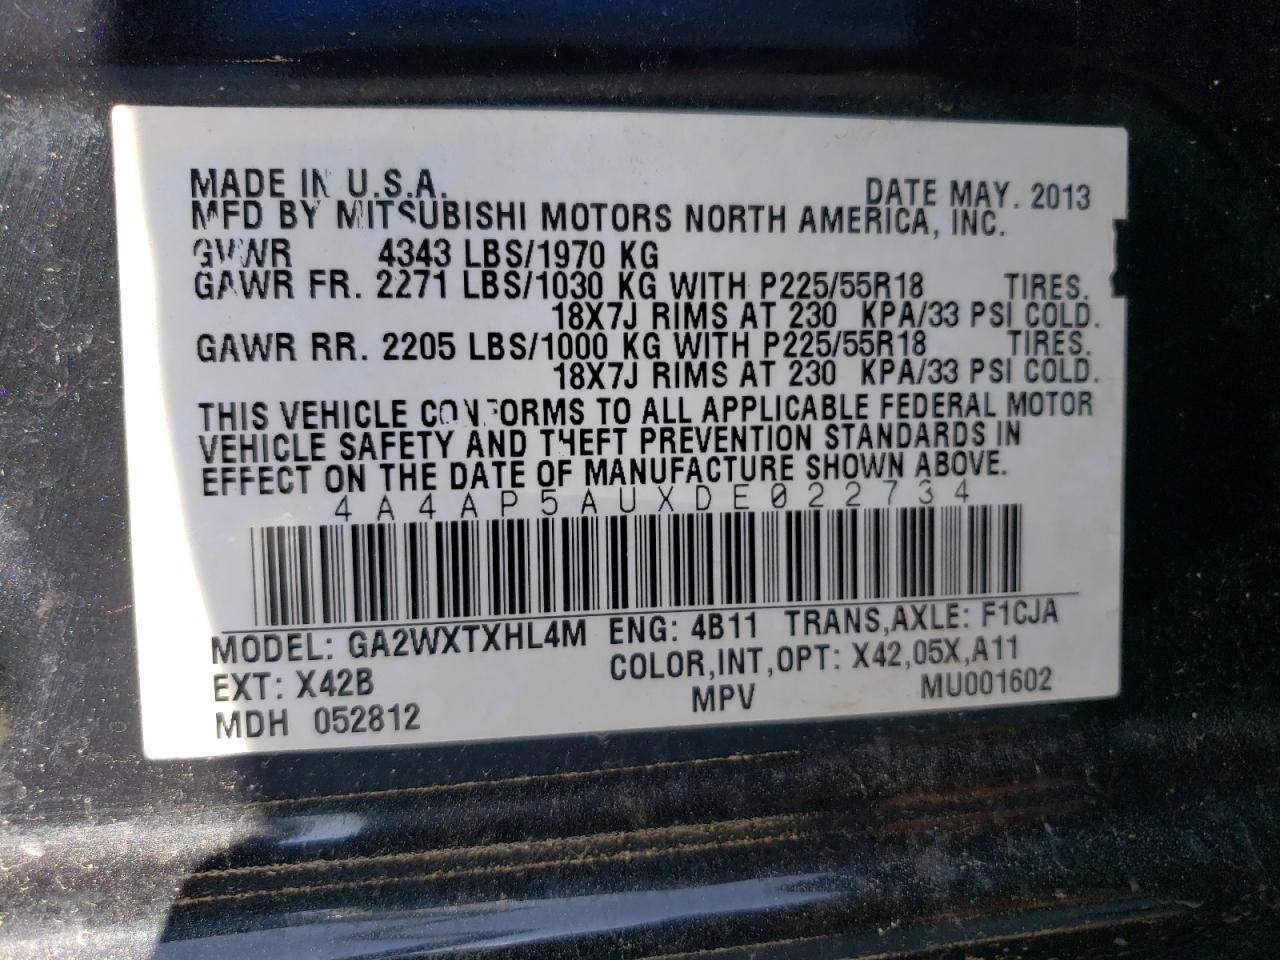 MADE IN U.S.A. DATE MAY. 2013
MFD BY MITSUBISHI MOTORS NORTH AMERICA, INC.
GVWR 4343 LBS/1970 KG
GAWR FR. 2271 LBS/1030 KG WITH P225/55R18 TIRES.
18X7J RIMS AT 230 KPA/33 PSI COLD.
GAWR RR. 2205 LBS/1000 KG WITH P225/55R18 TIRES.
18X7J RIMS AT 230 KPA/33 PSI COLD.
THIS VEHICLE CONFORMS TO ALL APPLICABLE FEDERAL MOTOR
VEHICLE SAFETY AND THEFT PREVENTION STANDARDS IN
EFFECT ON THE DATE OF MANUFACTURE SHOWN ABOVE.
4A4AP5AUXDE022734
MODEL: GA2WXTXHL4M ENG: 4B11 TRANS,AXLE: F1CJA
EXT: X42B COLOR,INT,OPT: X42,05X,A11
MDH 052812 MPV MU001602